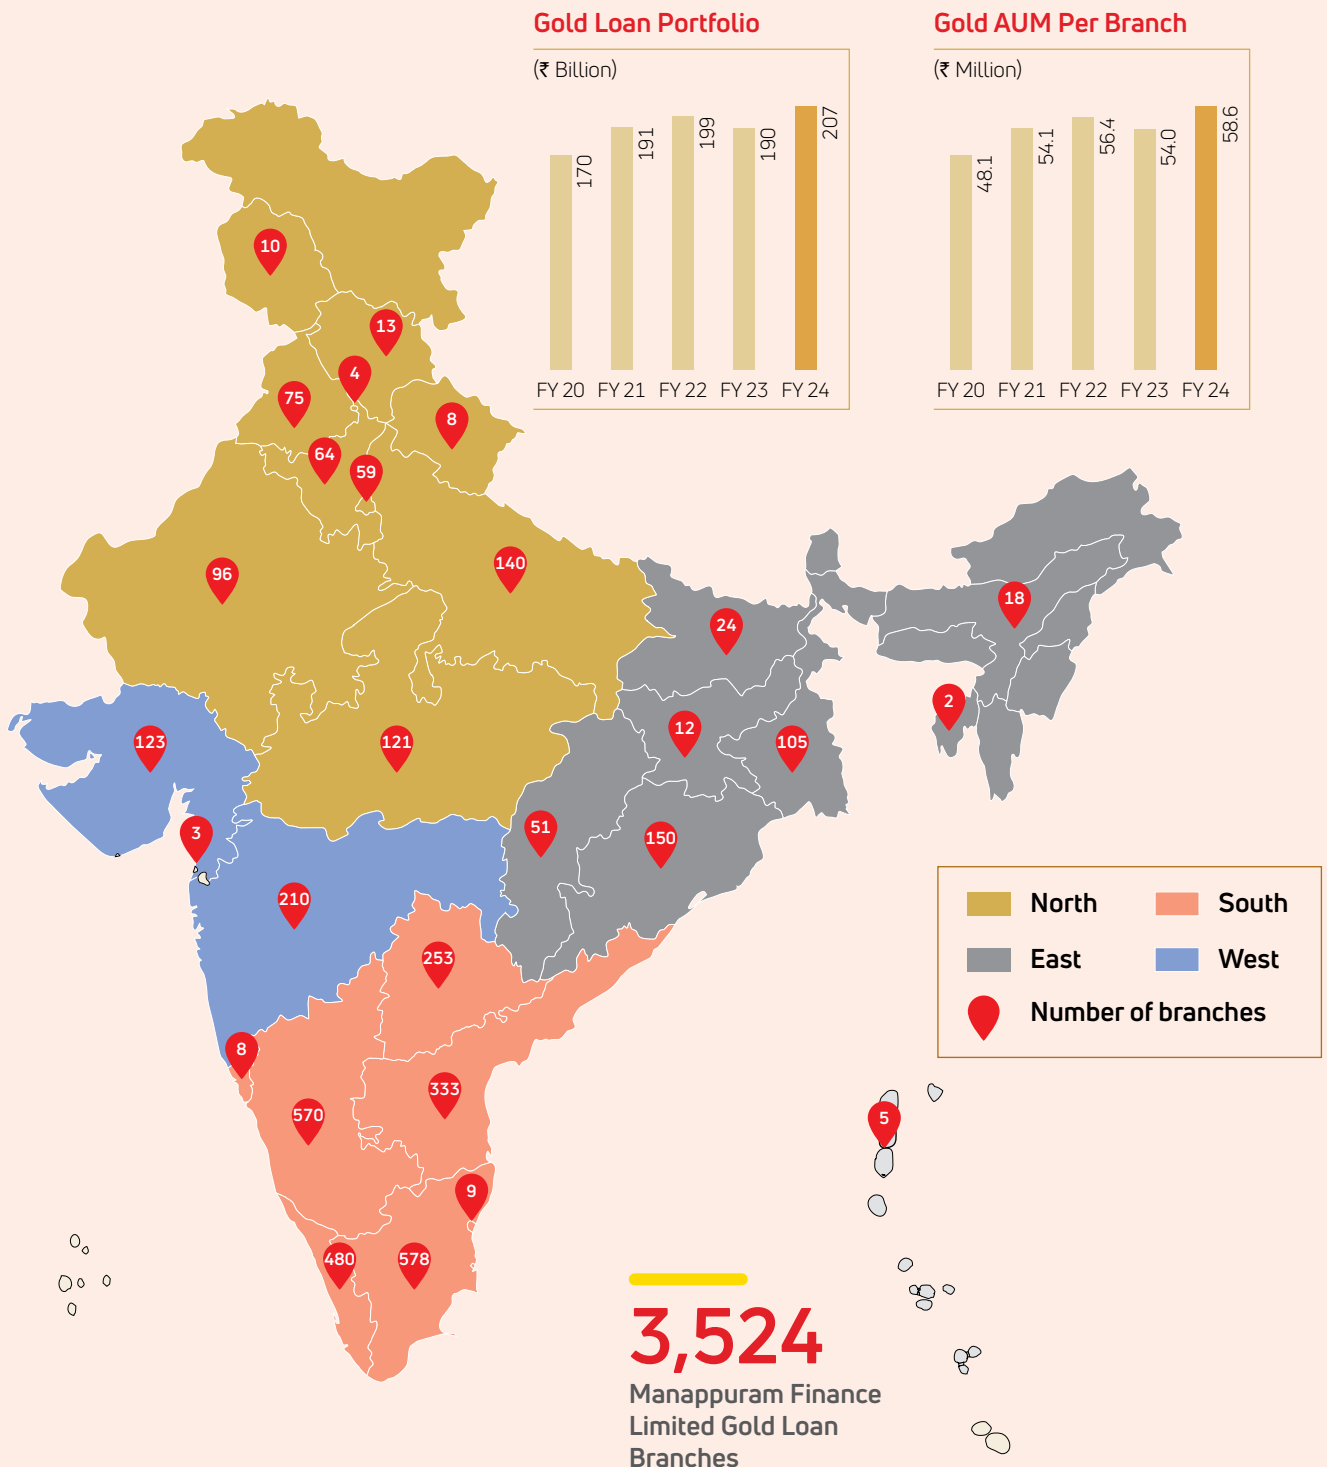 Gold Loan Portfolio
(₹ Billion)
170
191
199
190
207
FY 20 FY 21 FY 22 FY 23 FY 24
Gold AUM Per Branch
(₹ Million)
48.1
54.1
56.4
54.0
58.6
FY 20 FY 21 FY 22 FY 23 FY 24
10
13
4
75
8
64
59
96
140
24
18
2
123
121
12
105
3
51
150
210
253
8
333
570
9
480
578
5
North
South
East
West
Number of branches
3,524
Manappuram Finance
Limited Gold Loan
Branches